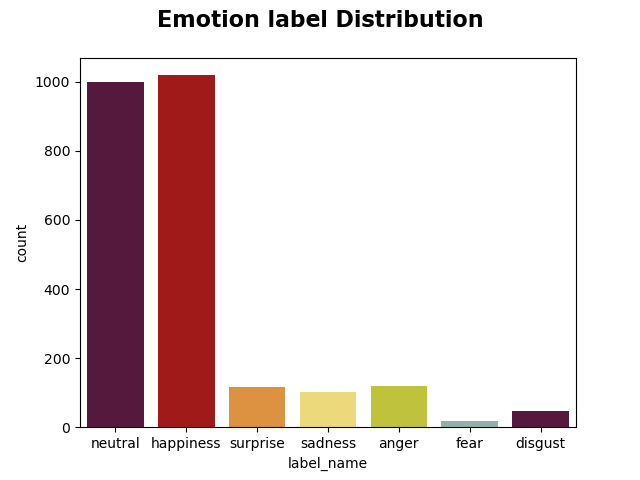 Emotion label Distribution
count
1000
800
600
400
200
0
neutral happiness surprise sadness anger fear disgust
label_name